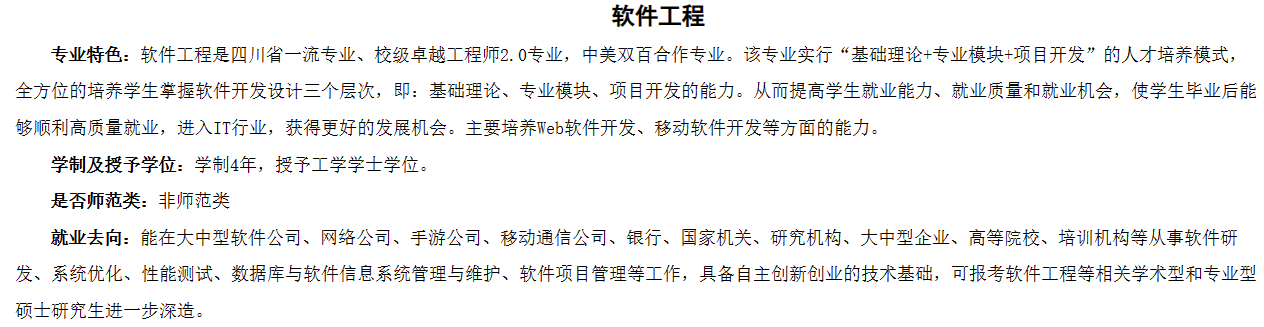 软件工程
专业特色：软件工程是四川省一流专业、校级卓越工程师2.0专业，中美双百合作专业。该专业实行“基础理论+专业模块+项目开发”的人才培养模式，
全方位的培养学生掌握软件开发设计三个层次，即：基础理论、专业模块、项目开发的能力。从而提高学生就业能力、就业质量和就业机会，使学生毕业后能
够顺利高质量就业，进入IT行业，获得更好的发展机会。主要培养Web软件开发、移动软件开发等方面的能力。
学制及授予学位：学制4年，授予工学学士学位。
是否师范类：非师范类
就业去向：能在大中型软件公司、网络公司、手游公司、移动通信公司、银行、国家机关、研究机构、大中型企业、高等院校、培训机构等从事软件研
发、系统优化、性能测试、数据库与软件信息系统管理与维护、软件项目管理等工作，具备自主创新创业的技术基础，可报考软件工程等相关学术型和专业型
硕士研究生进一步深造。